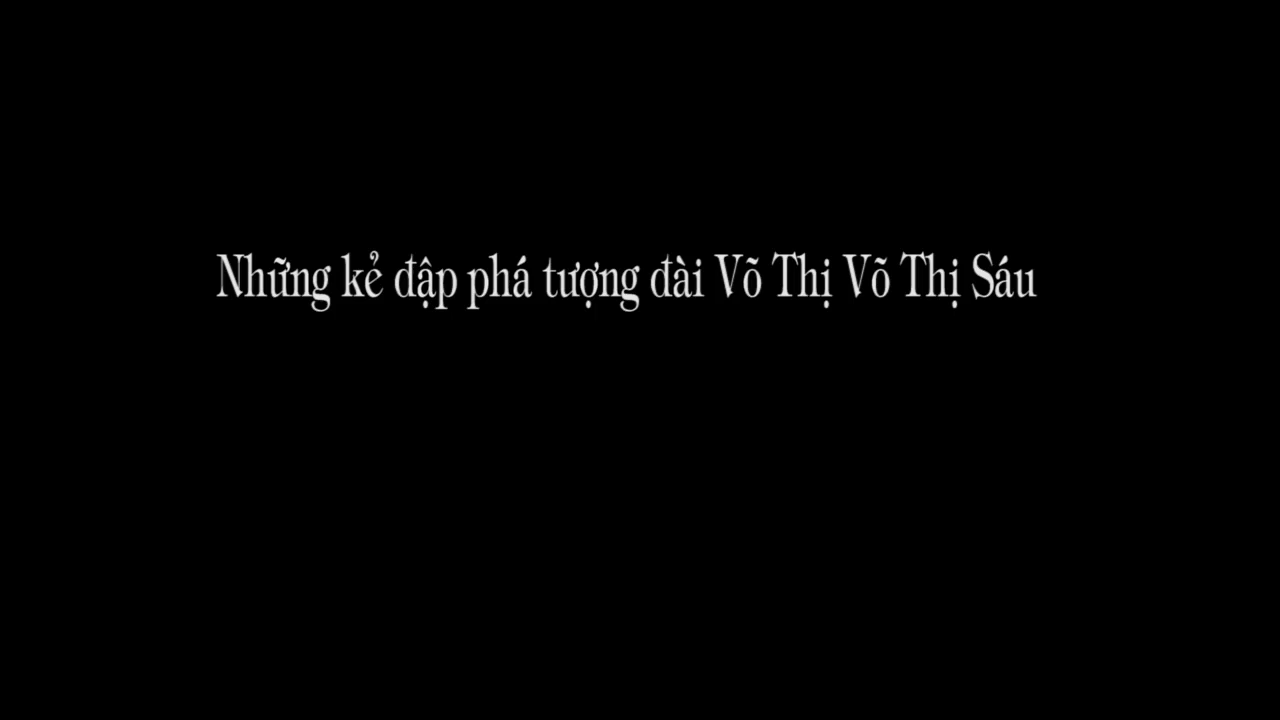 Những kẻ đập phá tượng đài Võ Thị Võ Thị Sáu